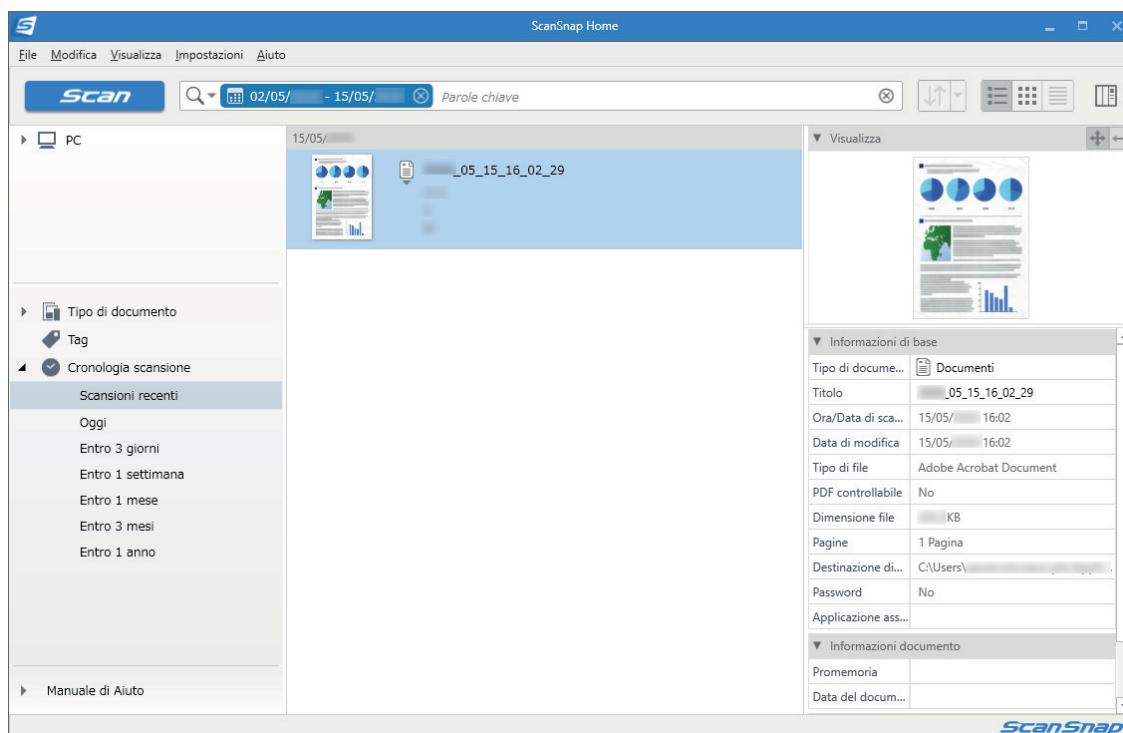 ScanSnap Home
File Modifica Visualizza Impostazioni Aiuto
Scan
02/05/ - 15/05/
Parole chiave
PC
Tipo di documento
Tag
Cronologia scansione
Scansioni recenti
Oggi
Entro 3 giorni
Entro 1 settimana
Entro 1 mese
Entro 3 mesi
Entro 1 anno
Manuale di Aiuto
15/05/
_05_15_16_02_29
Visualizza
Informazioni di base
Tipo di docume... Documenti
Titolo _05_15_16_02_29
Ora/Data di sca... 15/05/ 16:02
Data di modifica 15/05/ 16:02
Tipo di file Adobe Acrobat Document
PDF controllabile No
Dimensione file KB
Pagine 1 Pagina
Destinazione di... C:\Users\
Password No
Applicazione ass...
Informazioni documento
Promemoria
Data del docum...
ScanSnap